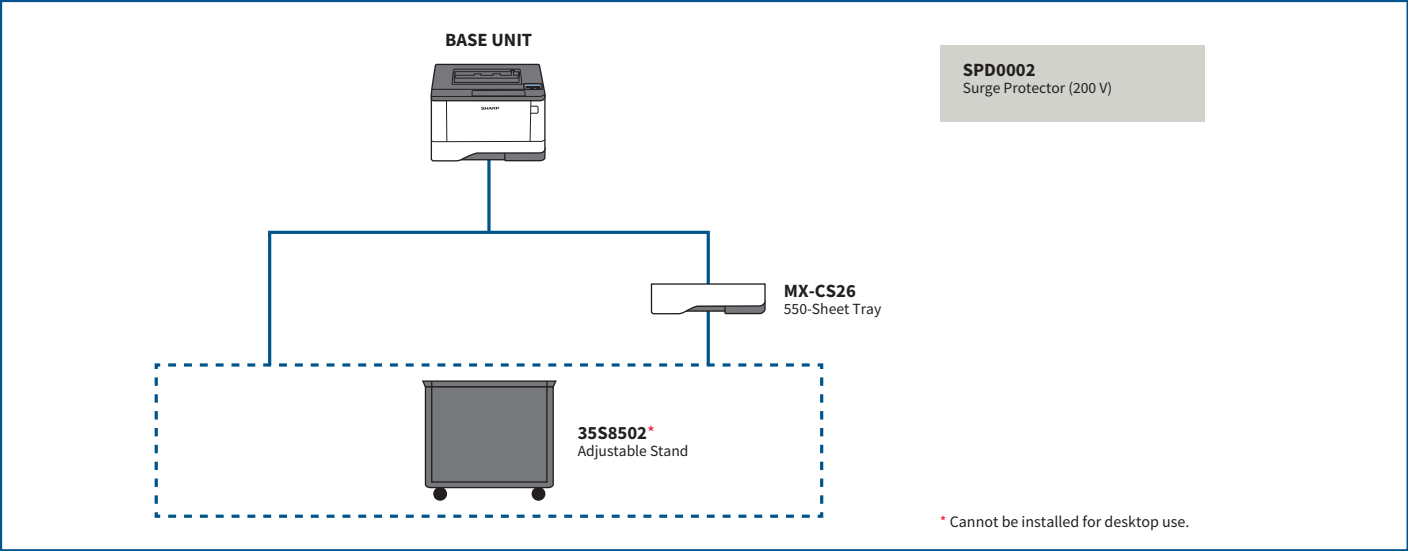 BASE UNIT
SHARP
SPD0002
Surge Protector (200 V)
MX-CS26
550-Sheet Tray
35S8502*
Adjustable Stand
* Cannot be installed for desktop use.